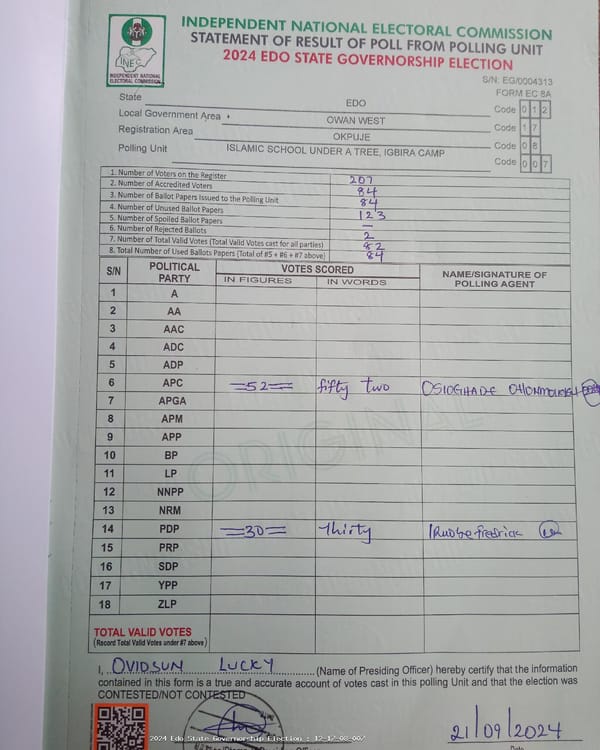 INDEPENDENT NATIONAL ELECTORAL COMMISSION
STATEMENT OF RESULT OF POLL FROM POLLING UNIT
2024 EDO STATE GOVERNORSHIP ELECTION
INEC
INDEPENDENT NATIONAL ELECTORAL COMMISSION
S/N: EG/0004313
FORM EC 8A
State EDO Code 0 1 2
Local Government Area OWAN WEST Code 1 7
Registration Area OKPUJE Code 0 8
Polling Unit ISLAMIC SCHOOL UNDER A TREE, IGBIRA CAMP Code 0 0 7
1. Number of Voters on the Register 207
2. Number of Accredited Voters 84
3. Number of Ballot Papers Issued to the Polling Unit 84
4. Number of Unused Ballot Papers 123
5. Number of Spoiled Ballot Papers —
6. Number of Rejected Ballots 2
7. Number of Total Valid Votes (Total Valid Votes cast for all parties) 82
8. Total Number of Used Ballots Papers (Total of #5 + #6 + #7 above) 84
S/N POLITICAL PARTY VOTES SCORED NAME/SIGNATURE OF POLLING AGENT
IN FIGURES IN WORDS
1 A
2 AA
3 AAC
4 ADC
5 ADP
6 APC =52= fifty two OSIOGHADE
7 APGA
8 APM
9 APP
10 BP
11 LP
12 NNPP
13 NRM
14 PDP =30= Thirty fredrick
15 PRP
16 SDP
17 YPP
18 ZLP
ORIGINAL
TOTAL VALID VOTES
(Record Total Valid Votes under #7 above)
I, OVIDSUN LUCKY (Name of Presiding Officer) hereby certify that the information
contained in this form is a true and accurate account of votes cast in this polling Unit and that the election was
CONTESTED/NOT CONTESTED
21/09/2024
2024 Edo State Governorship Election : 12-17-08-007
Date